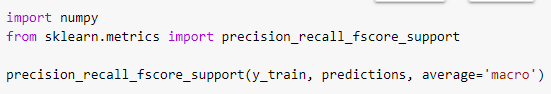 import numpy
from sklearn.metrics import precision_recall_fscore_support
precision_recall_fscore_support(y_train, predictions, average='macro')